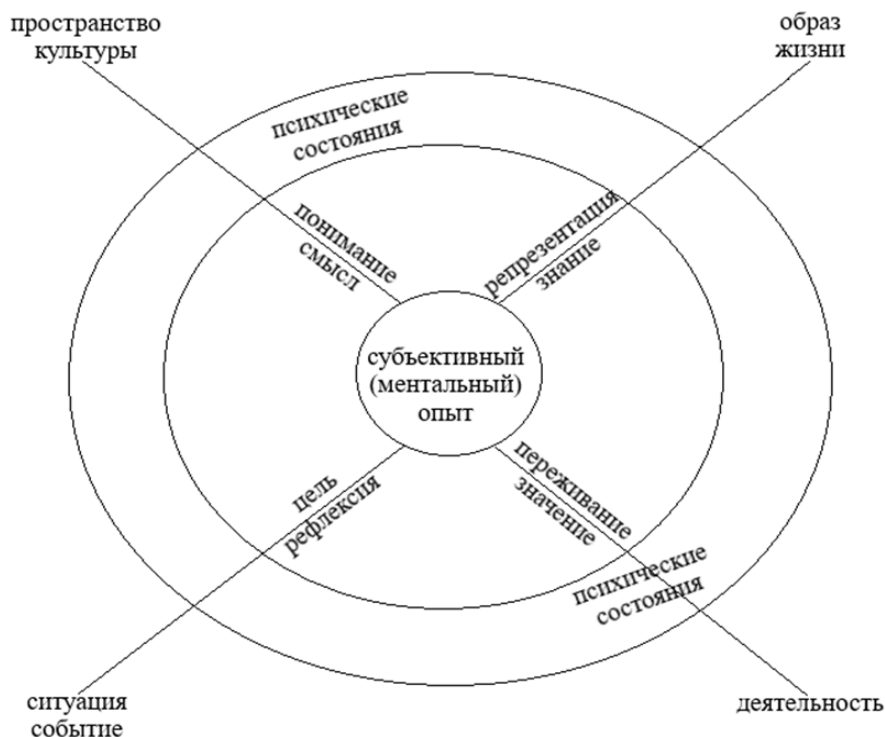 пространство
культуры
образ
жизни
психические
состояния
понимание
смысл
репрезентация
знание
субъективный
(ментальный)
опыт
цель
рефлексия
переживание
значение
психические
состояния
ситуация
событие
деятельность